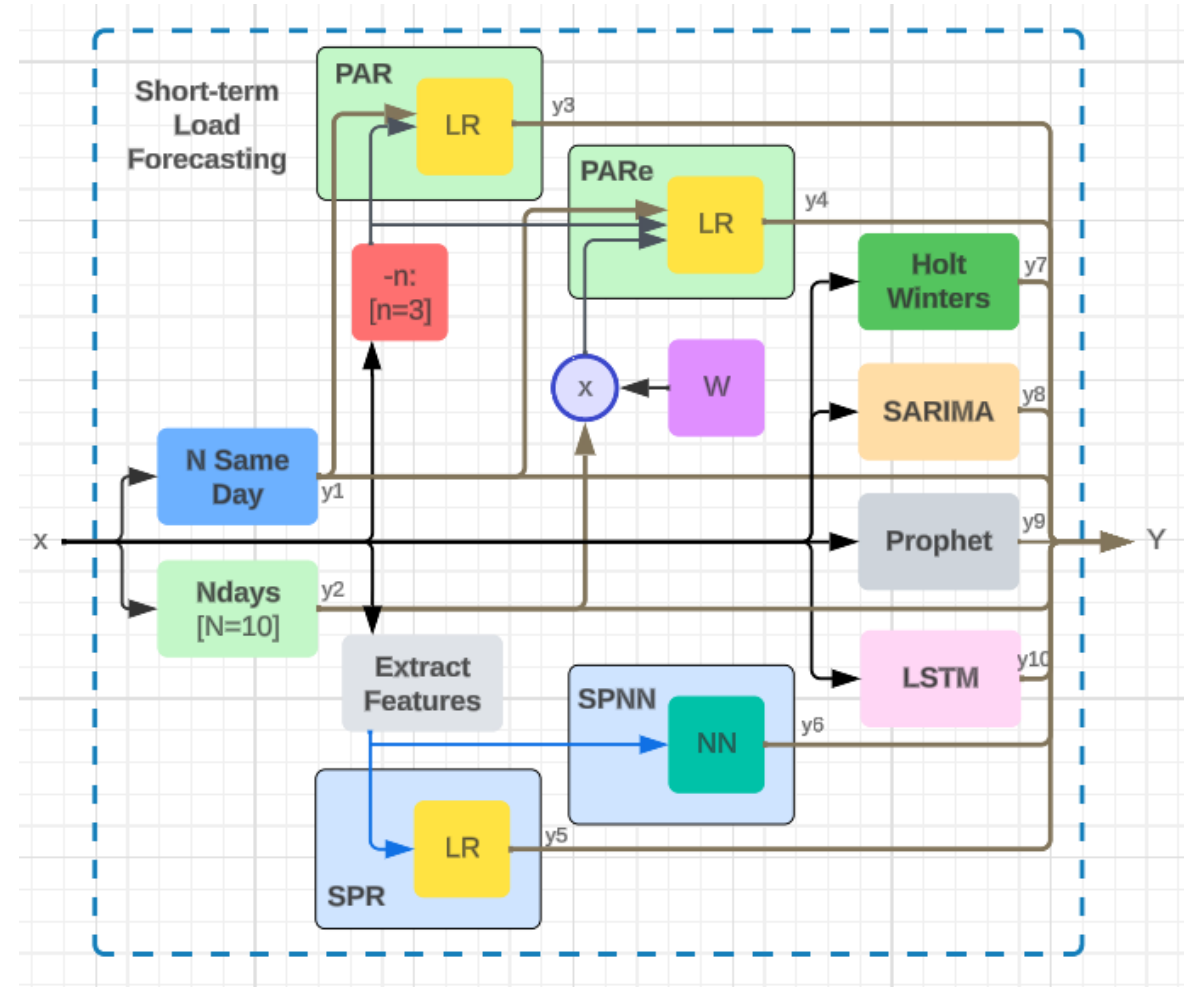 Short-term
Load
Forecasting
PAR
LR
y3
PARe
LR
y4
-n:
[n=3]
Holt
Winters
y7
x
W
SARIMA
y8
N Same
Day
y1
x
Prophet
y9
Y
Ndays
[N=10]
y2
Extract
Features
LSTM
y10
SPNN
NN
y6
LR
y5
SPR